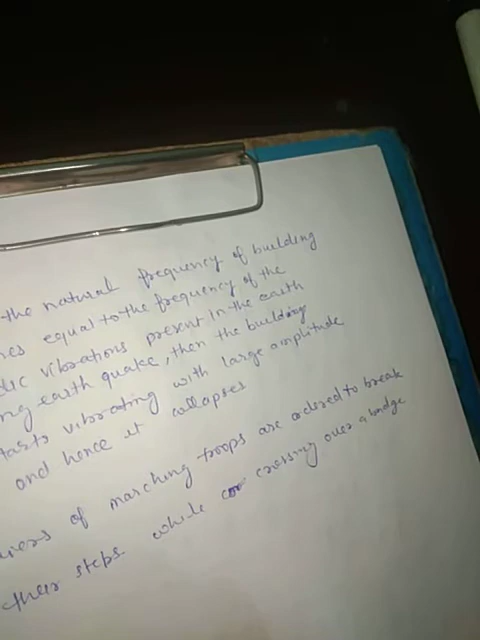 the natural frequency of building
equal to the frequency of the
vibrations present in the earth
earth quake, then the building
vibrating with large amplitude
and hence it collapses
of marching troops are ordered to break
their steps while crossing over a bridge